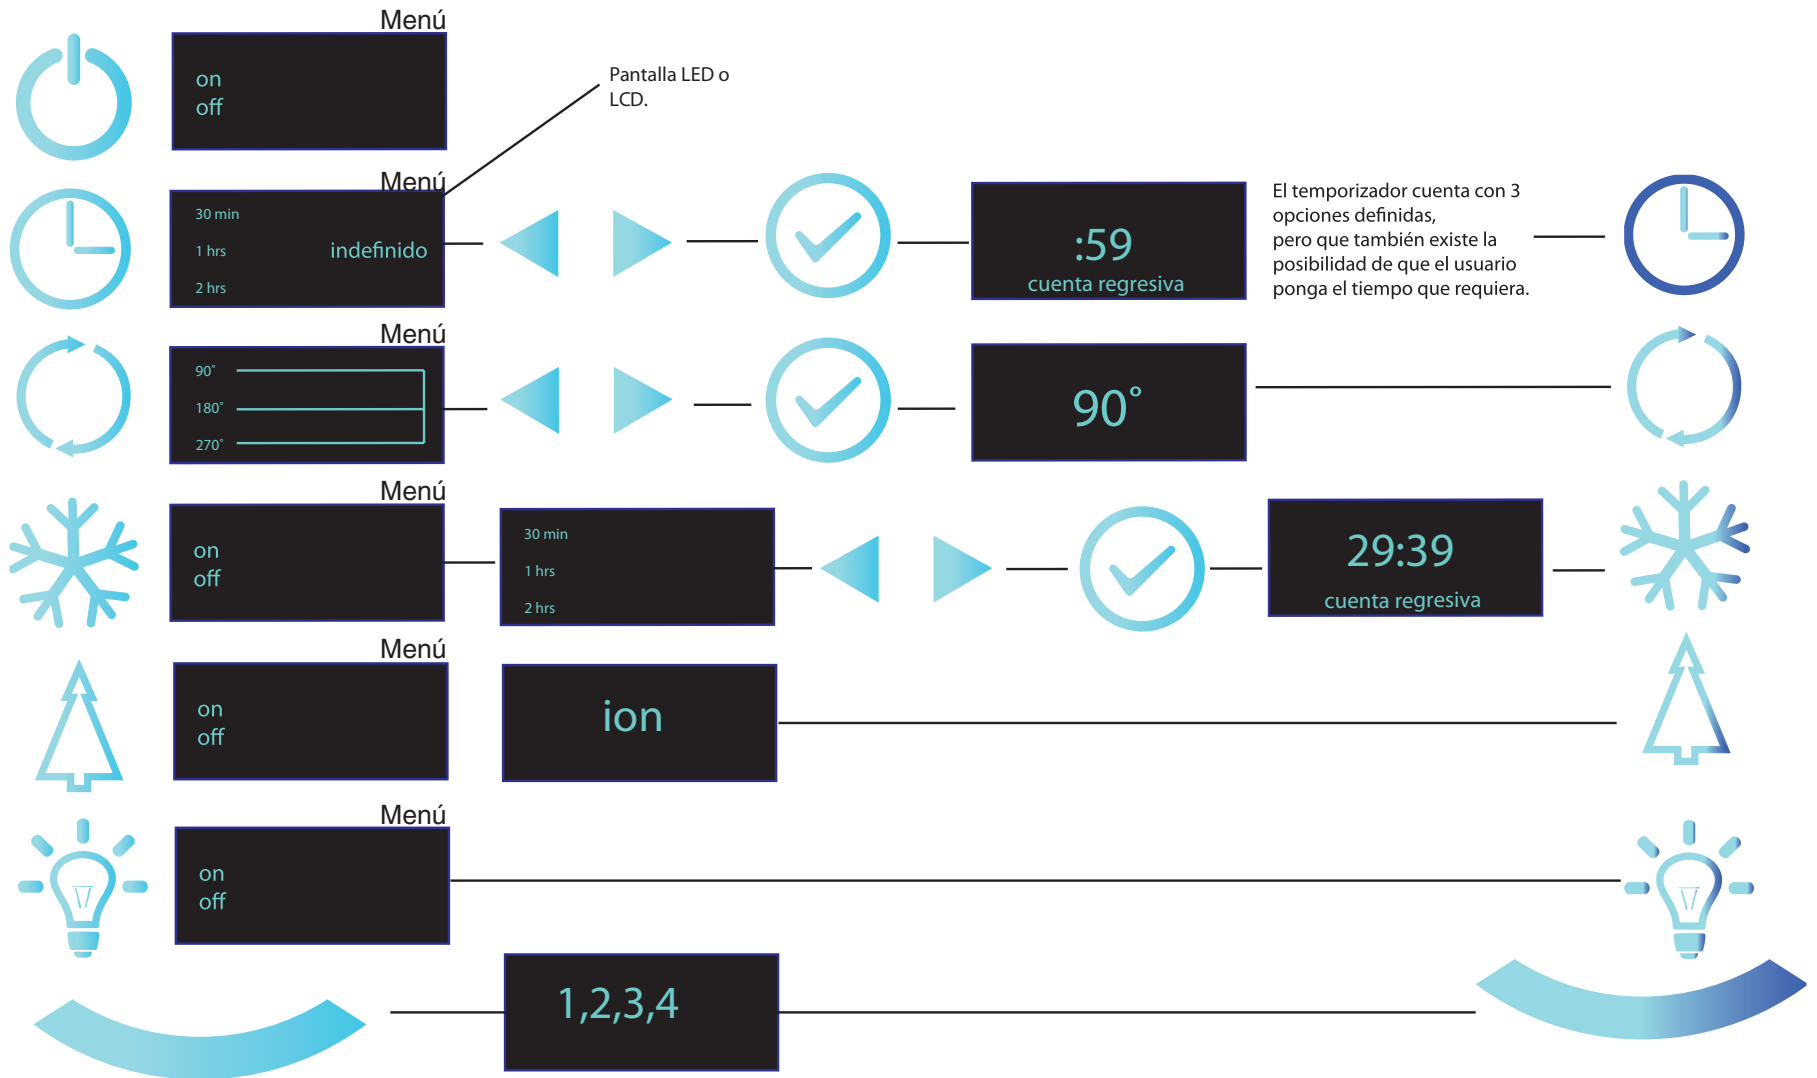 Menú
on
off
Pantalla LED o
LCD.
Menú
30 min
1 hrs
indefinido
2 hrs
:59
cuenta regresiva
El temporizador cuenta con 3
opciones definidas,
pero que también existe la
posibilidad de que el usuario
ponga el tiempo que requiera.
Menú
90˚
180˚
270˚
90˚
Menú
on
off
30 min
1 hrs
2 hrs
29:39
cuenta regresiva
Menú
on
off
ion
Menú
on
off
1,2,3,4